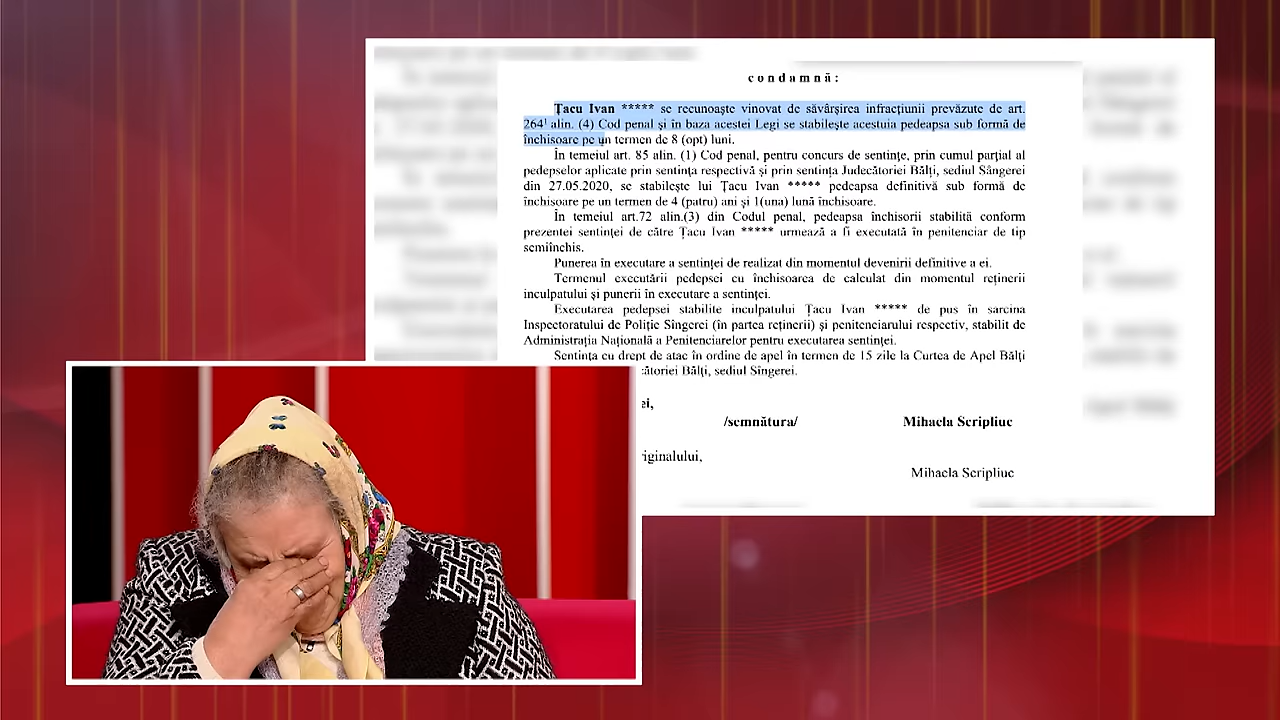 c o n d a m n ă :
Țacu Ivan ***** se recunoaște vinovat de săvârșirea infracțiunii prevăzute de art.
264¹ alin. (4) Cod penal și în baza acestei Legi se stabilește acestuia pedeapsa sub formă de
închisoare pe un termen de 8 (opt) luni.
În temeiul art. 85 alin. (1) Cod penal, pentru concurs de sentințe, prin cumul parțial al
pedepselor aplicate prin sentința respectivă și prin sentința Judecătoriei Bălți, sediul Sângerei
din 27.05.2020, se stabilește lui Țacu Ivan ***** pedeapsa definitivă sub formă de
închisoare pe un termen de 4 (patru) ani și 1(una) lună închisoare.
În temeiul art.72 alin.(3) din Codul penal, pedeapsa închisorii stabilită conform
prezentei sentinței de către Țacu Ivan ***** urmează a fi executată în penitenciar de tip
semiînchis.
Punerea în executare a sentinței de realizat din momentul devenirii definitive a ei.
Termenul executării pedepsei cu închisoarea de calculat din momentul reținerii
inculpatului și punerii în executare a sentinței.
Executarea pedepsei stabilite inculpatului Țacu Ivan ***** de pus în sarcina
Inspectoratului de Poliție Sîngerei (în partea reținerii) și penitenciarului respectiv, stabilit de
Administrația Națională a Penitenciarelor pentru executarea sentinței.
Sentința cu drept de atac în ordine de apel în termen de 15 zile la Curtea de Apel Bălți
cătoriei Bălți, sediul Sîngerei.
ei,
/semnătura/ Mihaela Scripliuc
riginalului,
Mihaela Scripliuc